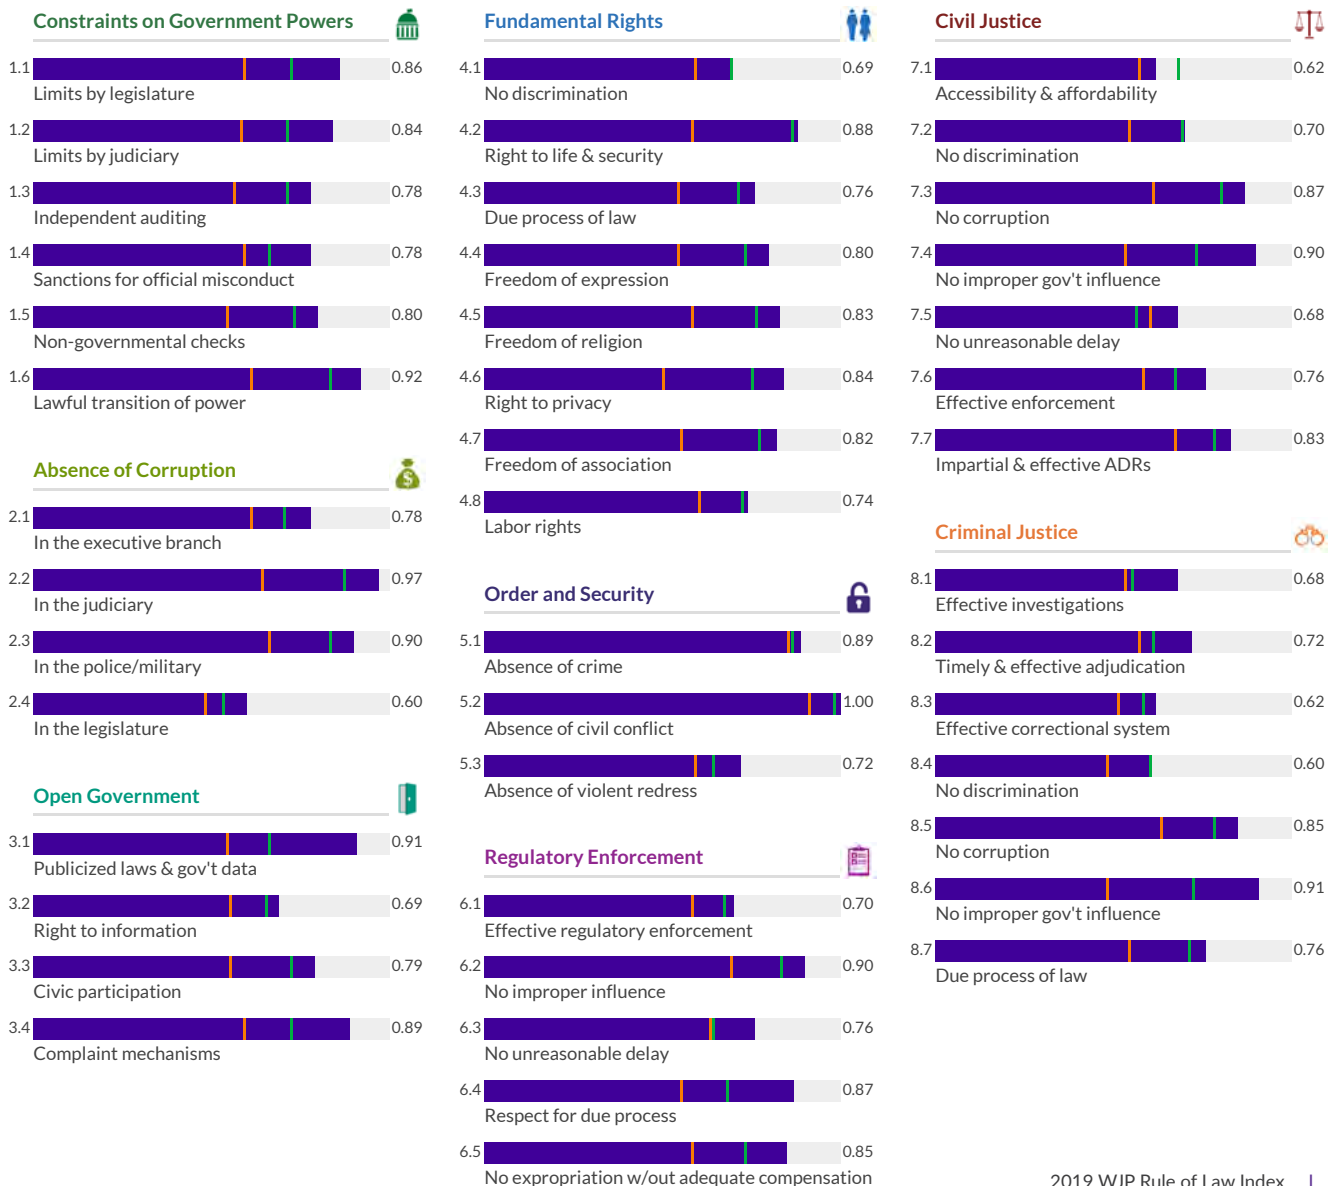 Constraints on Government Powers
1.1 0.86
Limits by legislature
1.2 0.84
Limits by judiciary
1.3 0.78
Independent auditing
1.4 0.78
Sanctions for official misconduct
1.5 0.80
Non-governmental checks
1.6 0.92
Lawful transition of power
Absence of Corruption
$
2.1 0.78
In the executive branch
2.2 0.97
In the judiciary
2.3 0.90
In the police/military
2.4 0.60
In the legislature
Open Government
3.1 0.91
Publicized laws & gov't data
3.2 0.69
Right to information
3.3 0.79
Civic participation
3.4 0.89
Complaint mechanisms
Fundamental Rights
4.1 0.69
No discrimination
4.2 0.88
Right to life & security
4.3 0.76
Due process of law
4.4 0.80
Freedom of expression
4.5 0.83
Freedom of religion
4.6 0.84
Right to privacy
4.7 0.82
Freedom of association
4.8 0.74
Labor rights
Order and Security
5.1 0.89
Absence of crime
5.2 1.00
Absence of civil conflict
5.3 0.72
Absence of violent redress
Regulatory Enforcement
6.1 0.70
Effective regulatory enforcement
6.2 0.90
No improper influence
6.3 0.76
No unreasonable delay
6.4 0.87
Respect for due process
6.5 0.85
No expropriation w/out adequate compensation
Civil Justice
7.1 0.62
Accessibility & affordability
7.2 0.70
No discrimination
7.3 0.87
No corruption
7.4 0.90
No improper gov't influence
7.5 0.68
No unreasonable delay
7.6 0.76
Effective enforcement
7.7 0.83
Impartial & effective ADRs
Criminal Justice
8.1 0.68
Effective investigations
8.2 0.72
Timely & effective adjudication
8.3 0.62
Effective correctional system
8.4 0.60
No discrimination
8.5 0.85
No corruption
8.6 0.91
No improper gov't influence
8.7 0.76
Due process of law
2019 WJP Rule of Law Index |